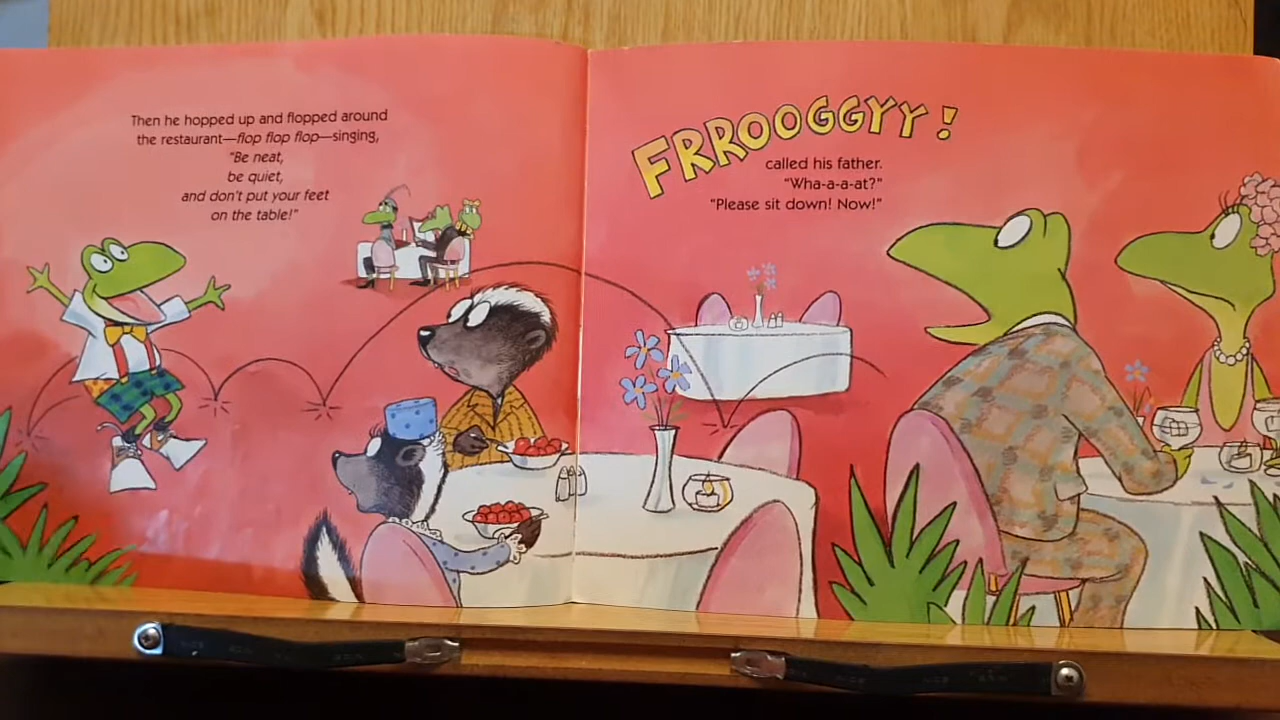 Then he hopped up and flopped around
the restaurant—flop flop flop—singing,
"Be neat,
be quiet,
and don't put your feet
on the table!"
FRROOGGYY!
called his father.
"Wha-a-a-at?"
"Please sit down! Now!"